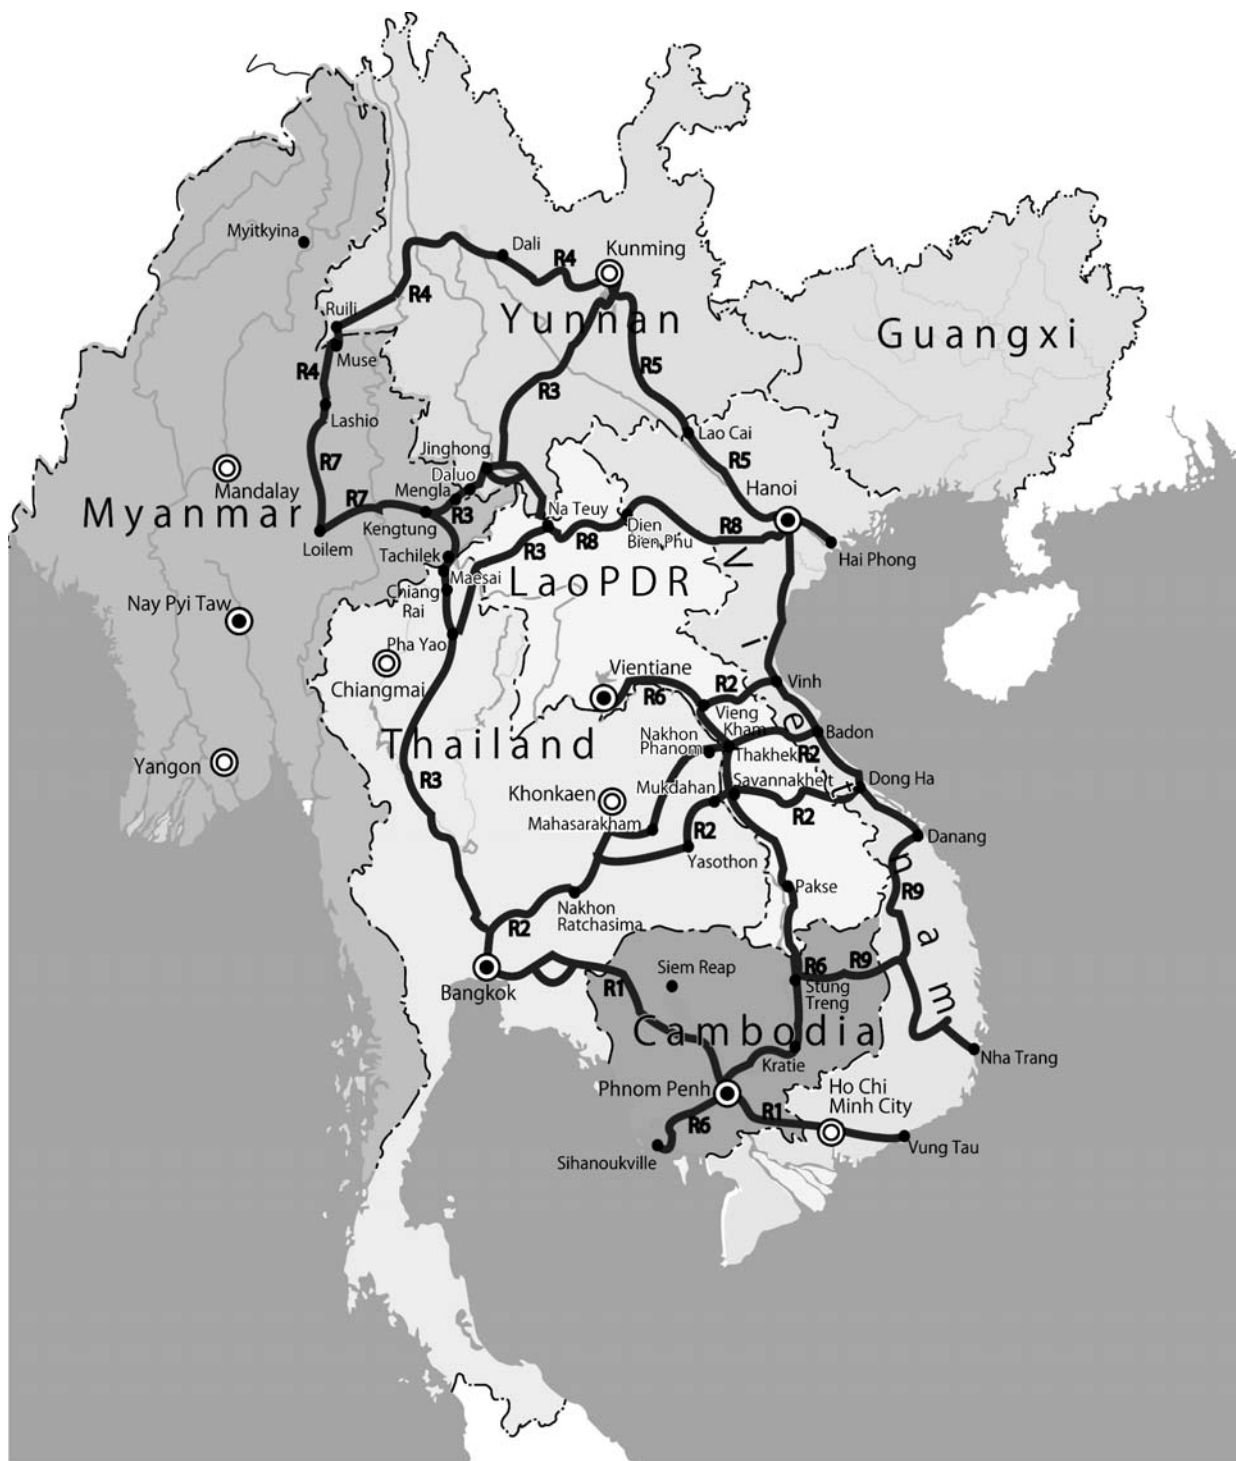 Myitkyina
Dali
R4
Kunming
R4
Ruili
Yunnan
Guangxi
Muse
R4
R3
R5
Lashio
Lao Cai
Jinghong
R7
R5
Daluo
Mandalay
Hanoi
Mengla
R7
Myanmar
R3
Na Teuy
Kengtung
R8
Dien
Bien Phu
R8
Loilem
R3
Hai Phong
Tachilek
Maesai
LaoPDR
Chiang
Rai
Nay Pyi Taw
Pha Yao
Vietnam
Chiangmai
Vientiane
R6
R2
Vinh
Vieng
Kham
Nakhon
Phanom
Badon
Thailand
Thakhek
R2
Yangon
R3
Mukdahan
Savannakhet
Dong Ha
Khonkaen
R2
Mahasarakham
R2
Danang
Yasothon
Pakse
R9
Nakhon
Ratchasima
R2
Siem Reap
R6
R9
Bangkok
R1
Stung
Treng
Cambodia
Kratie
Nha Trang
Phnom Penh
Ho Chi
Minh City
R6
R1
Sihanoukville
Vung Tau